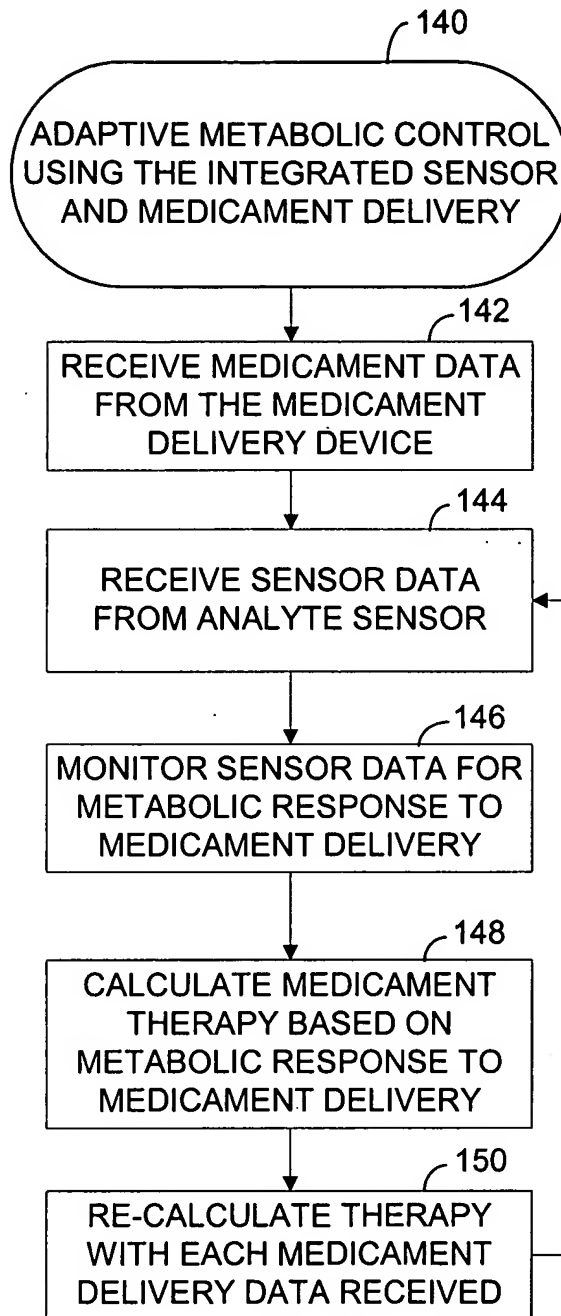 140
ADAPTIVE METABOLIC CONTROL
USING THE INTEGRATED SENSOR
AND MEDICAMENT DELIVERY
142
RECEIVE MEDICAMENT DATA
FROM THE MEDICAMENT
DELIVERY DEVICE
144
RECEIVE SENSOR DATA
FROM ANALYTE SENSOR
146
MONITOR SENSOR DATA FOR
METABOLIC RESPONSE TO
MEDICAMENT DELIVERY
148
CALCULATE MEDICAMENT
THERAPY BASED ON
METABOLIC RESPONSE TO
MEDICAMENT DELIVERY
150
RE-CALCULATE THERAPY
WITH EACH MEDICAMENT
DELIVERY DATA RECEIVED